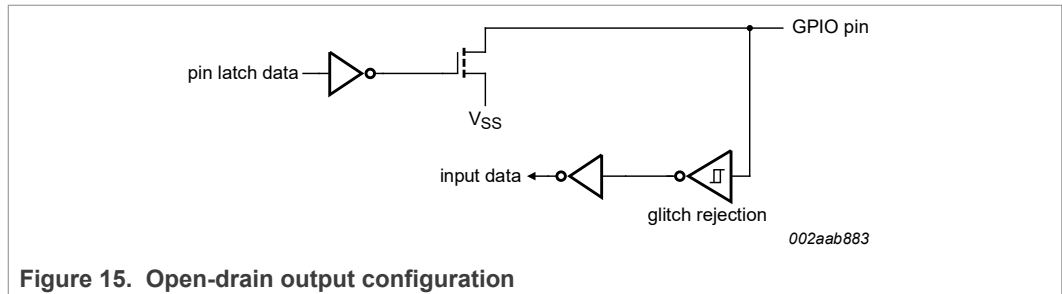 GPIO pin
pin latch data
VSS
input data
glitch rejection
002aab883
Figure 15. Open-drain output configuration